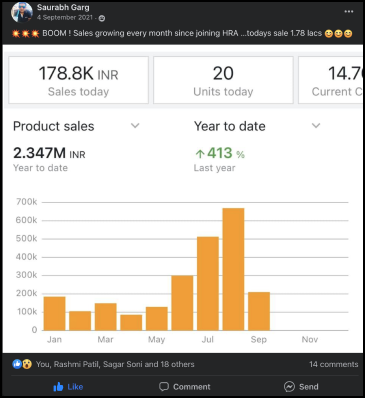 Saurabh Garg
4 September 2021 ·
💥💥💥 BOOM ! Sales growing every month since joining HRA ...todays sale 1.78 lacs 😆😆😆
178.8K INR
Sales today
20
Units today
14.7
Current C
Product sales
Year to date
2.347M INR
Year to date
↑413 %
Last year
700k
600k
500k
400k
300k
200k
100k
0
Jan Mar May Jul Sep Nov
You, Rashmi Patil, Sagar Soni and 18 others
14 comments
Like Comment Send